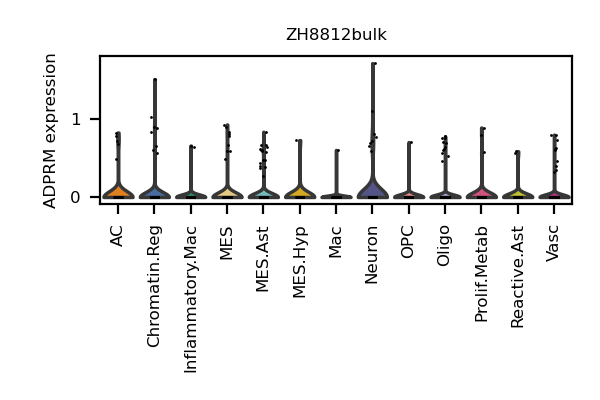 ZH8812bulk
ADPRM expression
1
0
AC
Chromatin.Reg
Inflammatory.Mac
MES
MES.Ast
MES.Hyp
Mac
Neuron
OPC
Oligo
Prolif.Metab
Reactive.Ast
Vasc